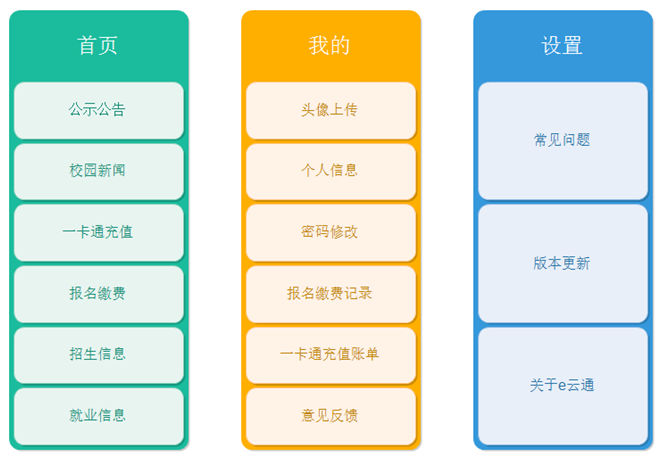 首页
公示公告
校园新闻
一卡通充值
报名缴费
招生信息
就业信息
我的
头像上传
个人信息
密码修改
报名缴费记录
一卡通充值账单
意见反馈
设置
常见问题
版本更新
关于e云通